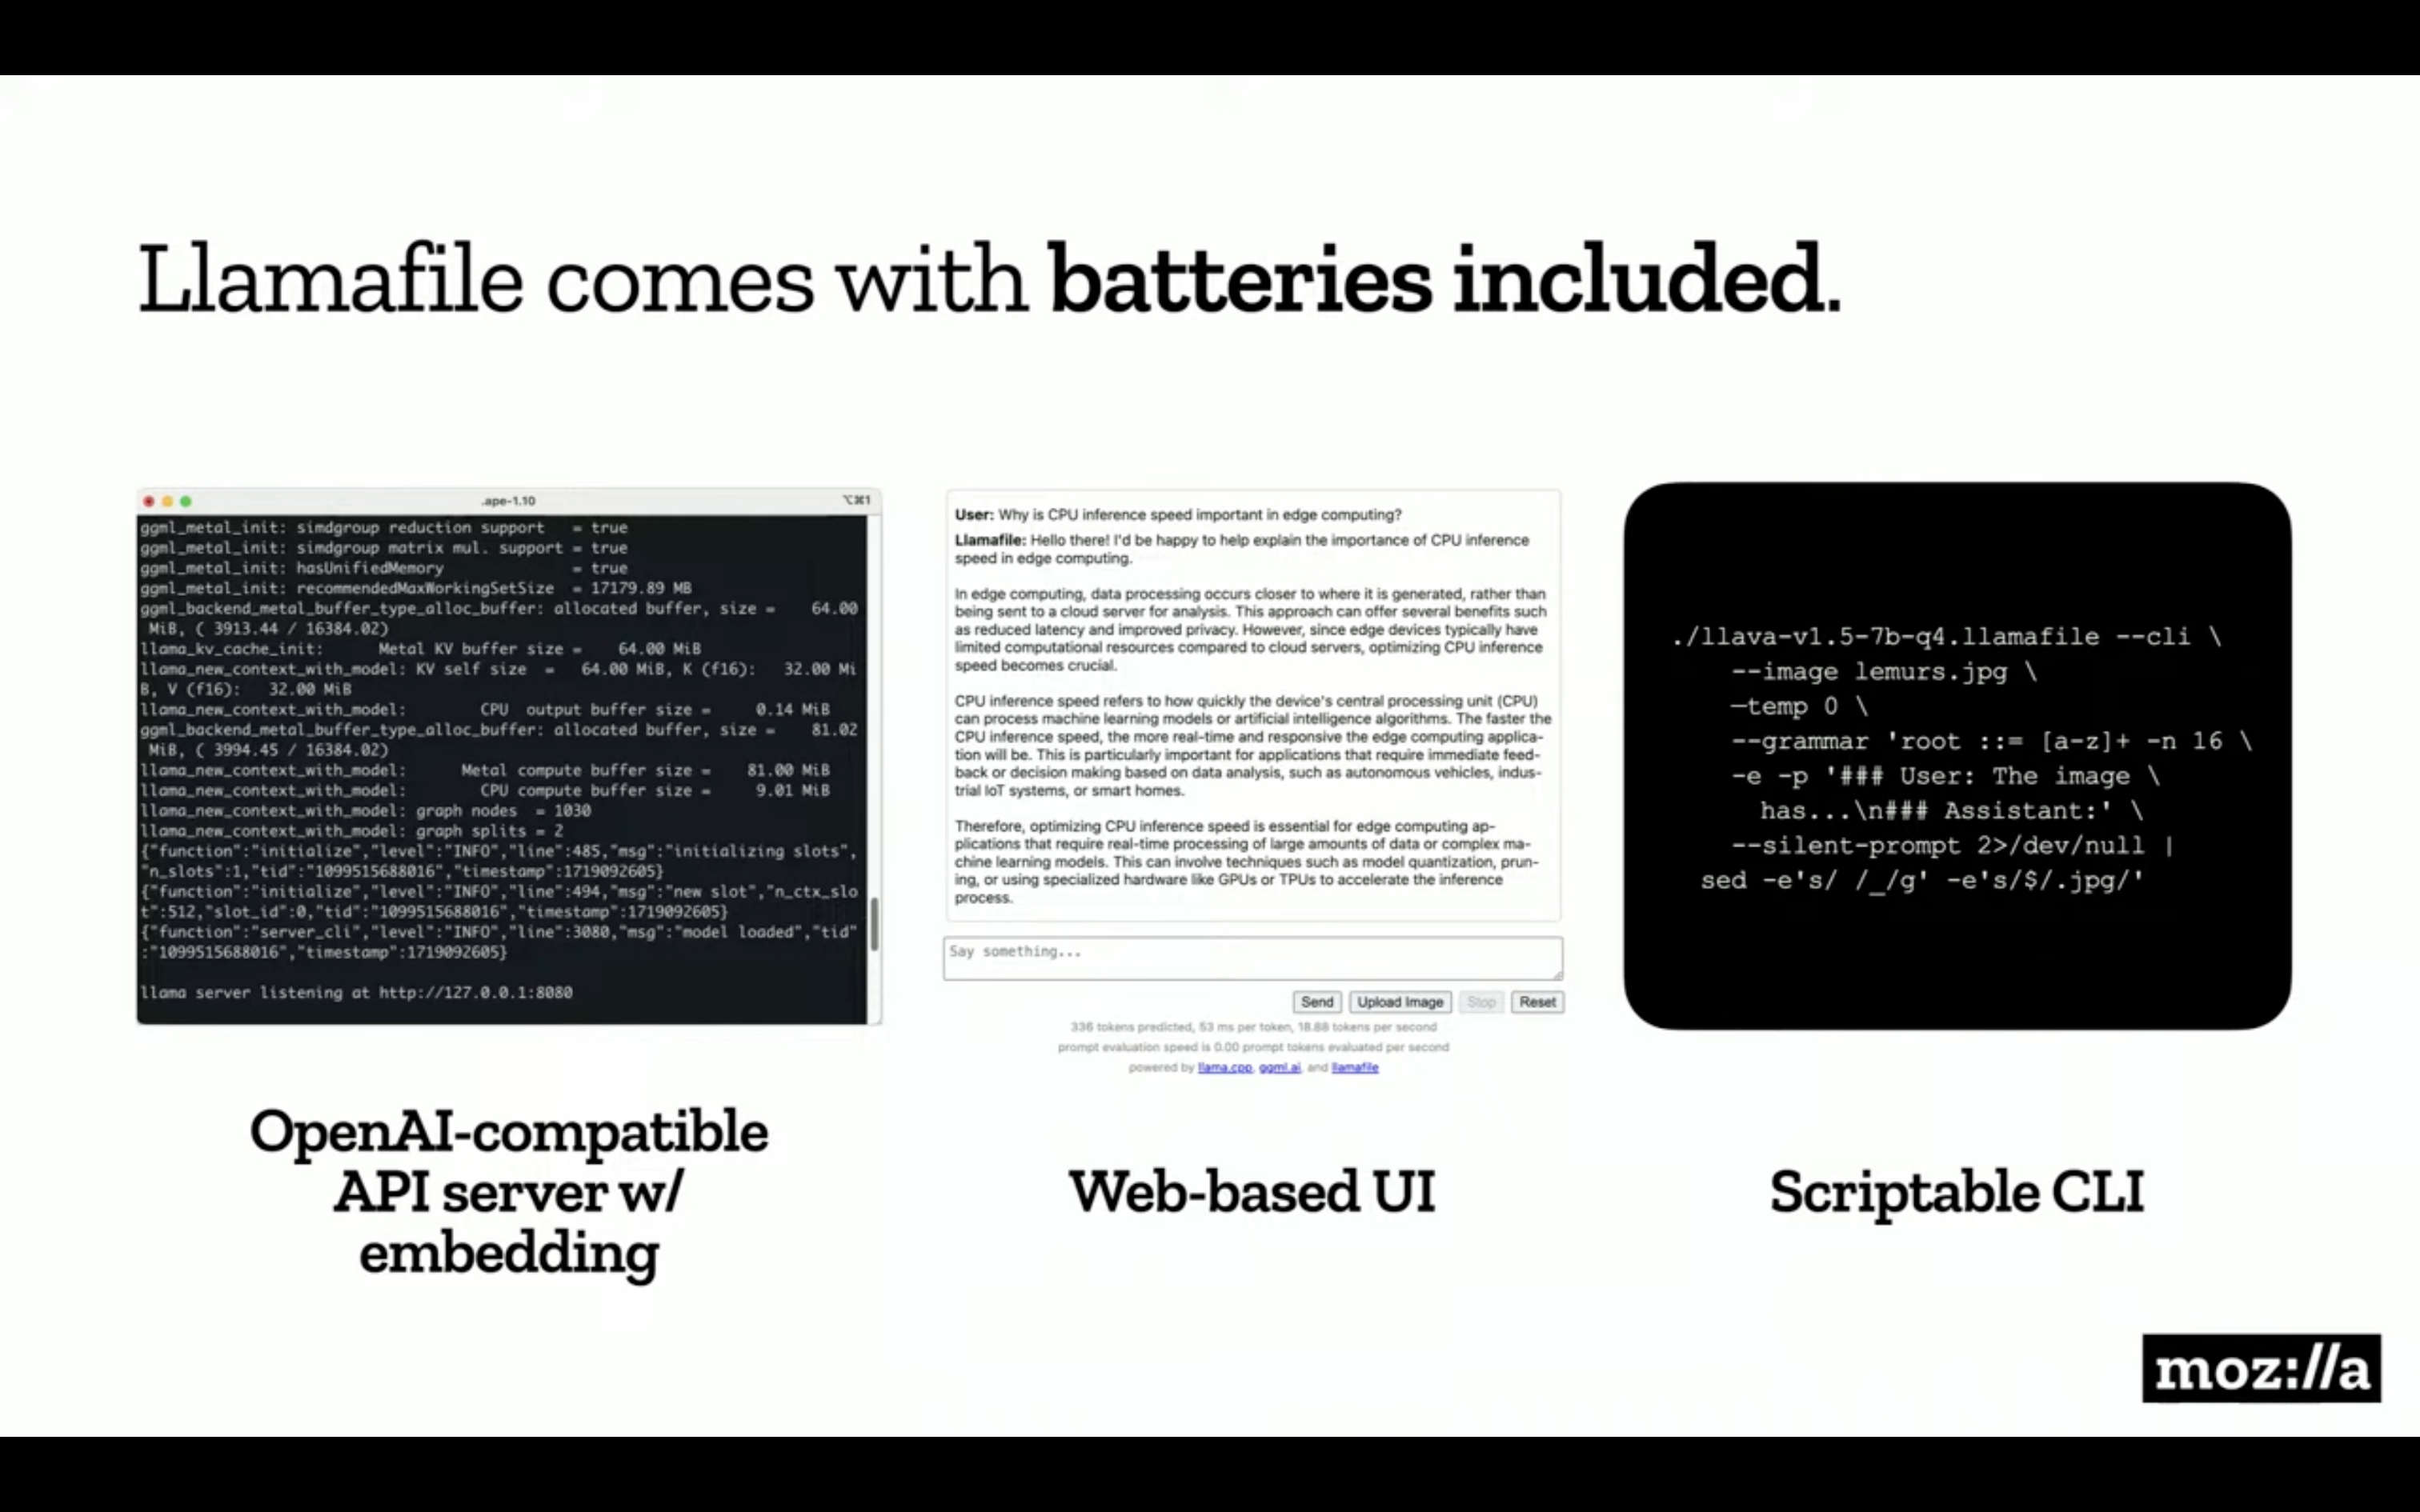 Llamafile comes with batteries included.
.ape-1.10
⌥⌘1
ggml_metal_init: simdgroup reduction support   = true
ggml_metal_init: simdgroup matrix mul. support = true
ggml_metal_init: hasUnifiedMemory              = true
ggml_metal_init: recommendedMaxWorkingSetSize  = 17179.89 MB
ggml_backend_metal_buffer_type_alloc_buffer: allocated buffer, size =    64.00
 MiB, ( 3913.44 / 16384.02)
llama_kv_cache_init:      Metal KV buffer size =    64.00 MiB
llama_new_context_with_model: KV self size  =   64.00 MiB, K (f16):   32.00 Mi
B, V (f16):   32.00 MiB
llama_new_context_with_model:        CPU  output buffer size =     0.14 MiB
ggml_backend_metal_buffer_type_alloc_buffer: allocated buffer, size =    81.02
 MiB, ( 3994.45 / 16384.02)
llama_new_context_with_model:      Metal compute buffer size =    81.00 MiB
llama_new_context_with_model:        CPU compute buffer size =     9.01 MiB
llama_new_context_with_model: graph nodes  = 1030
llama_new_context_with_model: graph splits = 2
{"function":"initialize","level":"INFO","line":485,"msg":"initializing slots",
"n_slots":1,"tid":"1099515688016","timestamp":1719092605}
{"function":"initialize","level":"INFO","line":494,"msg":"new slot","n_ctx_slo
t":512,"slot_id":0,"tid":"1099515688016","timestamp":1719092605}
{"function":"server_cli","level":"INFO","line":3080,"msg":"model loaded","tid"
:"1099515688016","timestamp":1719092605}
llama server listening at http://127.0.0.1:8080
OpenAI-compatible
API server w/
embedding
User: Why is CPU inference speed important in edge computing?
Llamafile: Hello there! I'd be happy to help explain the importance of CPU inference
speed in edge computing.
In edge computing, data processing occurs closer to where it is generated, rather than
being sent to a cloud server for analysis. This approach can offer several benefits such
as reduced latency and improved privacy. However, since edge devices typically have
limited computational resources compared to cloud servers, optimizing CPU inference
speed becomes crucial.
CPU inference speed refers to how quickly the device's central processing unit (CPU)
can process machine learning models or artificial intelligence algorithms. The faster the
CPU inference speed, the more real-time and responsive the edge computing applica-
tion will be. This is particularly important for applications that require immediate feed-
back or decision making based on data analysis, such as autonomous vehicles, indus-
trial IoT systems, or smart homes.
Therefore, optimizing CPU inference speed is essential for edge computing ap-
plications that require real-time processing of large amounts of data or complex ma-
chine learning models. This can involve techniques such as model quantization, prun-
ing, or using specialized hardware like GPUs or TPUs to accelerate the inference
process.
Say something...
Send Upload Image Stop Reset
336 tokens predicted, 53 ms per token, 18.88 tokens per second
prompt evaluation speed is 0.00 prompt tokens evaluated per second
powered by llama.cpp, ggml.ai, and llamafile
Web-based UI
./llava-v1.5-7b-q4.llamafile --cli \
    --image lemurs.jpg \
    —temp 0 \
    --grammar 'root ::= [a-z]+ -n 16 \
    -e -p '### User: The image \
      has...\n### Assistant:' \
    --silent-prompt 2>/dev/null |
  sed -e's/ /_/g' -e's/$/.jpg/'
Scriptable CLI
moz://a